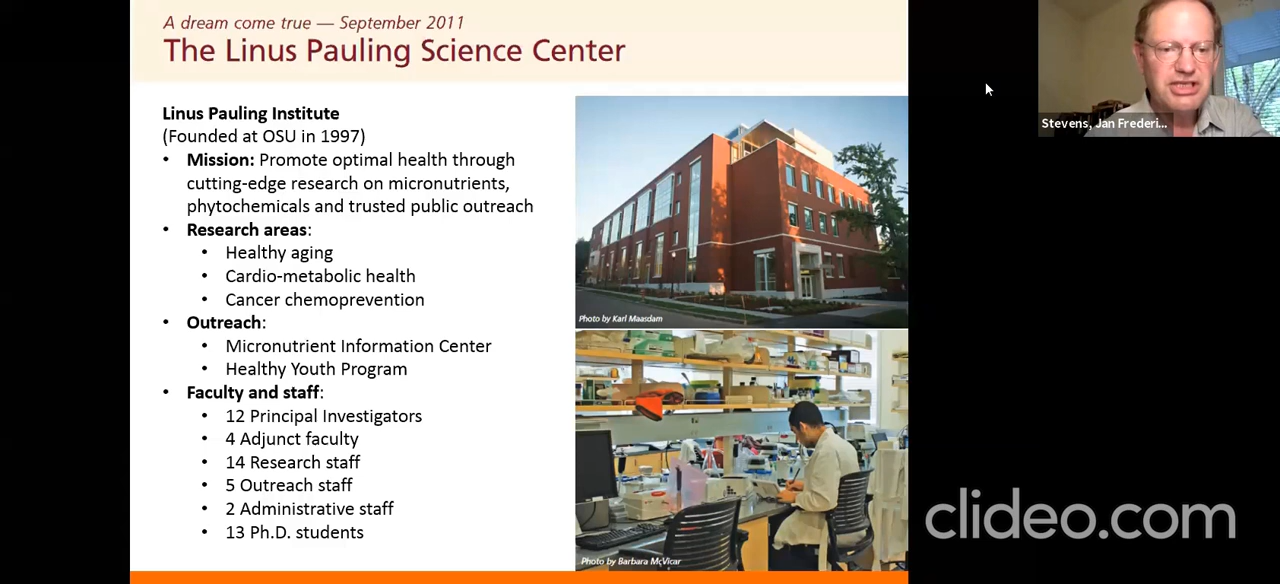 A dream come true — September 2011
The Linus Pauling Science Center
Linus Pauling Institute
(Founded at OSU in 1997)
• Mission: Promote optimal health through
cutting-edge research on micronutrients,
phytochemicals and trusted public outreach
• Research areas:
• Healthy aging
• Cardio-metabolic health
• Cancer chemoprevention
• Outreach:
• Micronutrient Information Center
• Healthy Youth Program
• Faculty and staff:
• 12 Principal Investigators
• 4 Adjunct faculty
• 14 Research staff
• 5 Outreach staff
• 2 Administrative staff
• 13 Ph.D. students
Photo by Karl Maasdam
Photo by Barbara McVicar
Stevens, Jan Frederi...
clideo.com